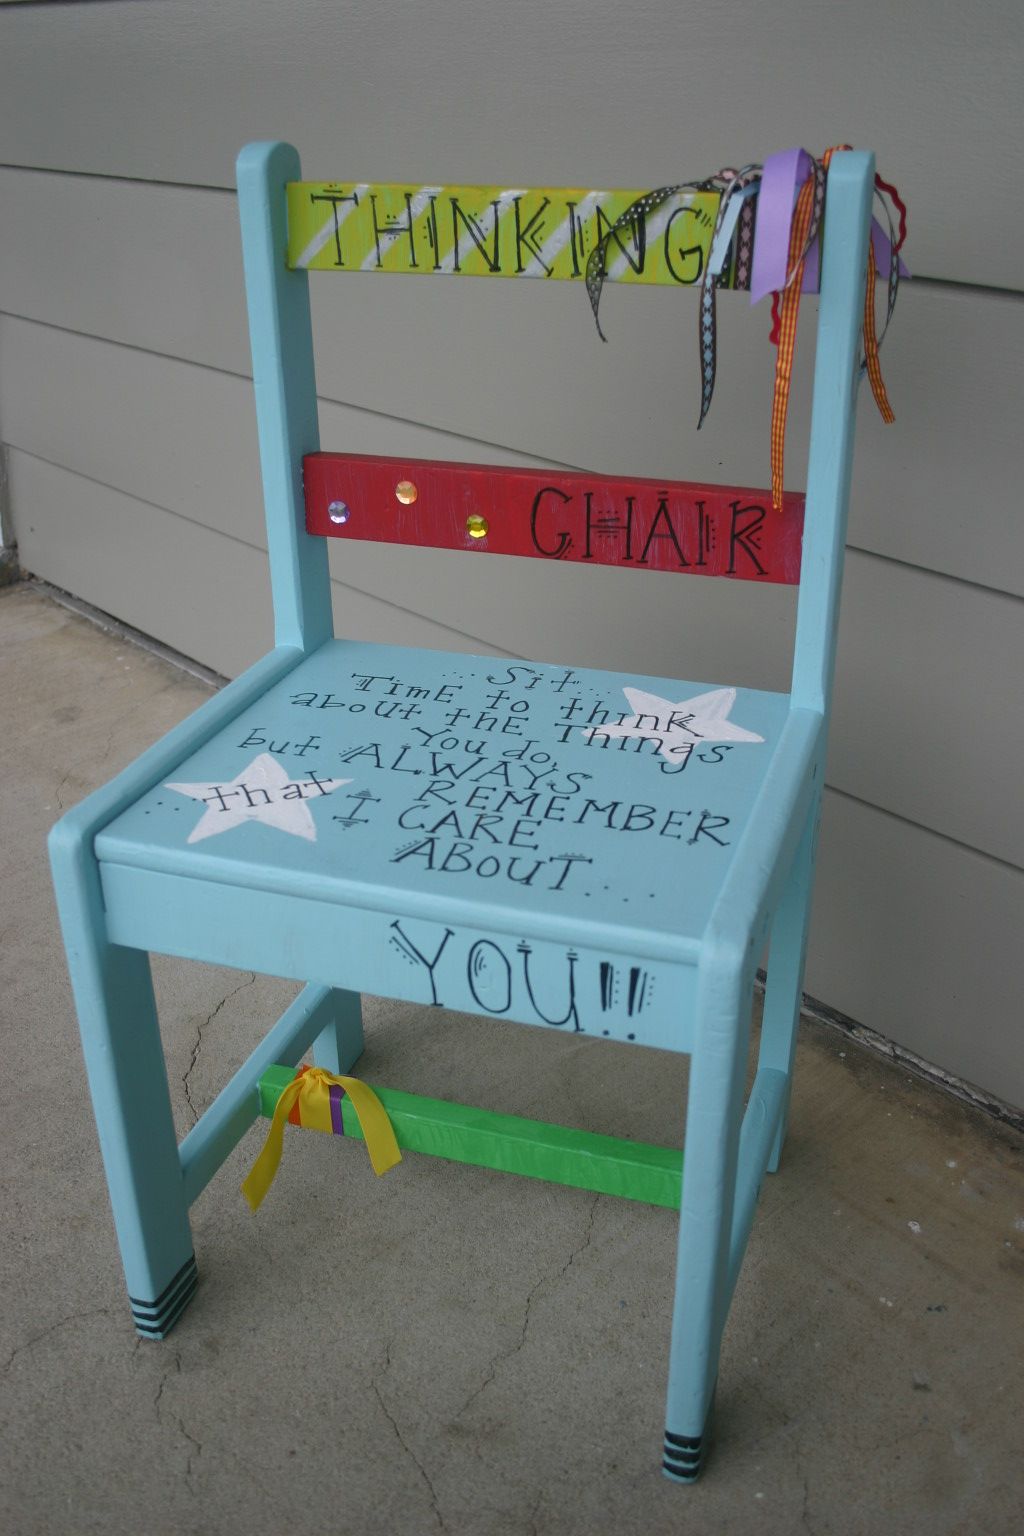 THINKING
CHAIR
...Sit...
Time to think
about the Things
You do,
but ALWAYS
REMEMBER
...that I CARE
ABOUT....
YOU!!